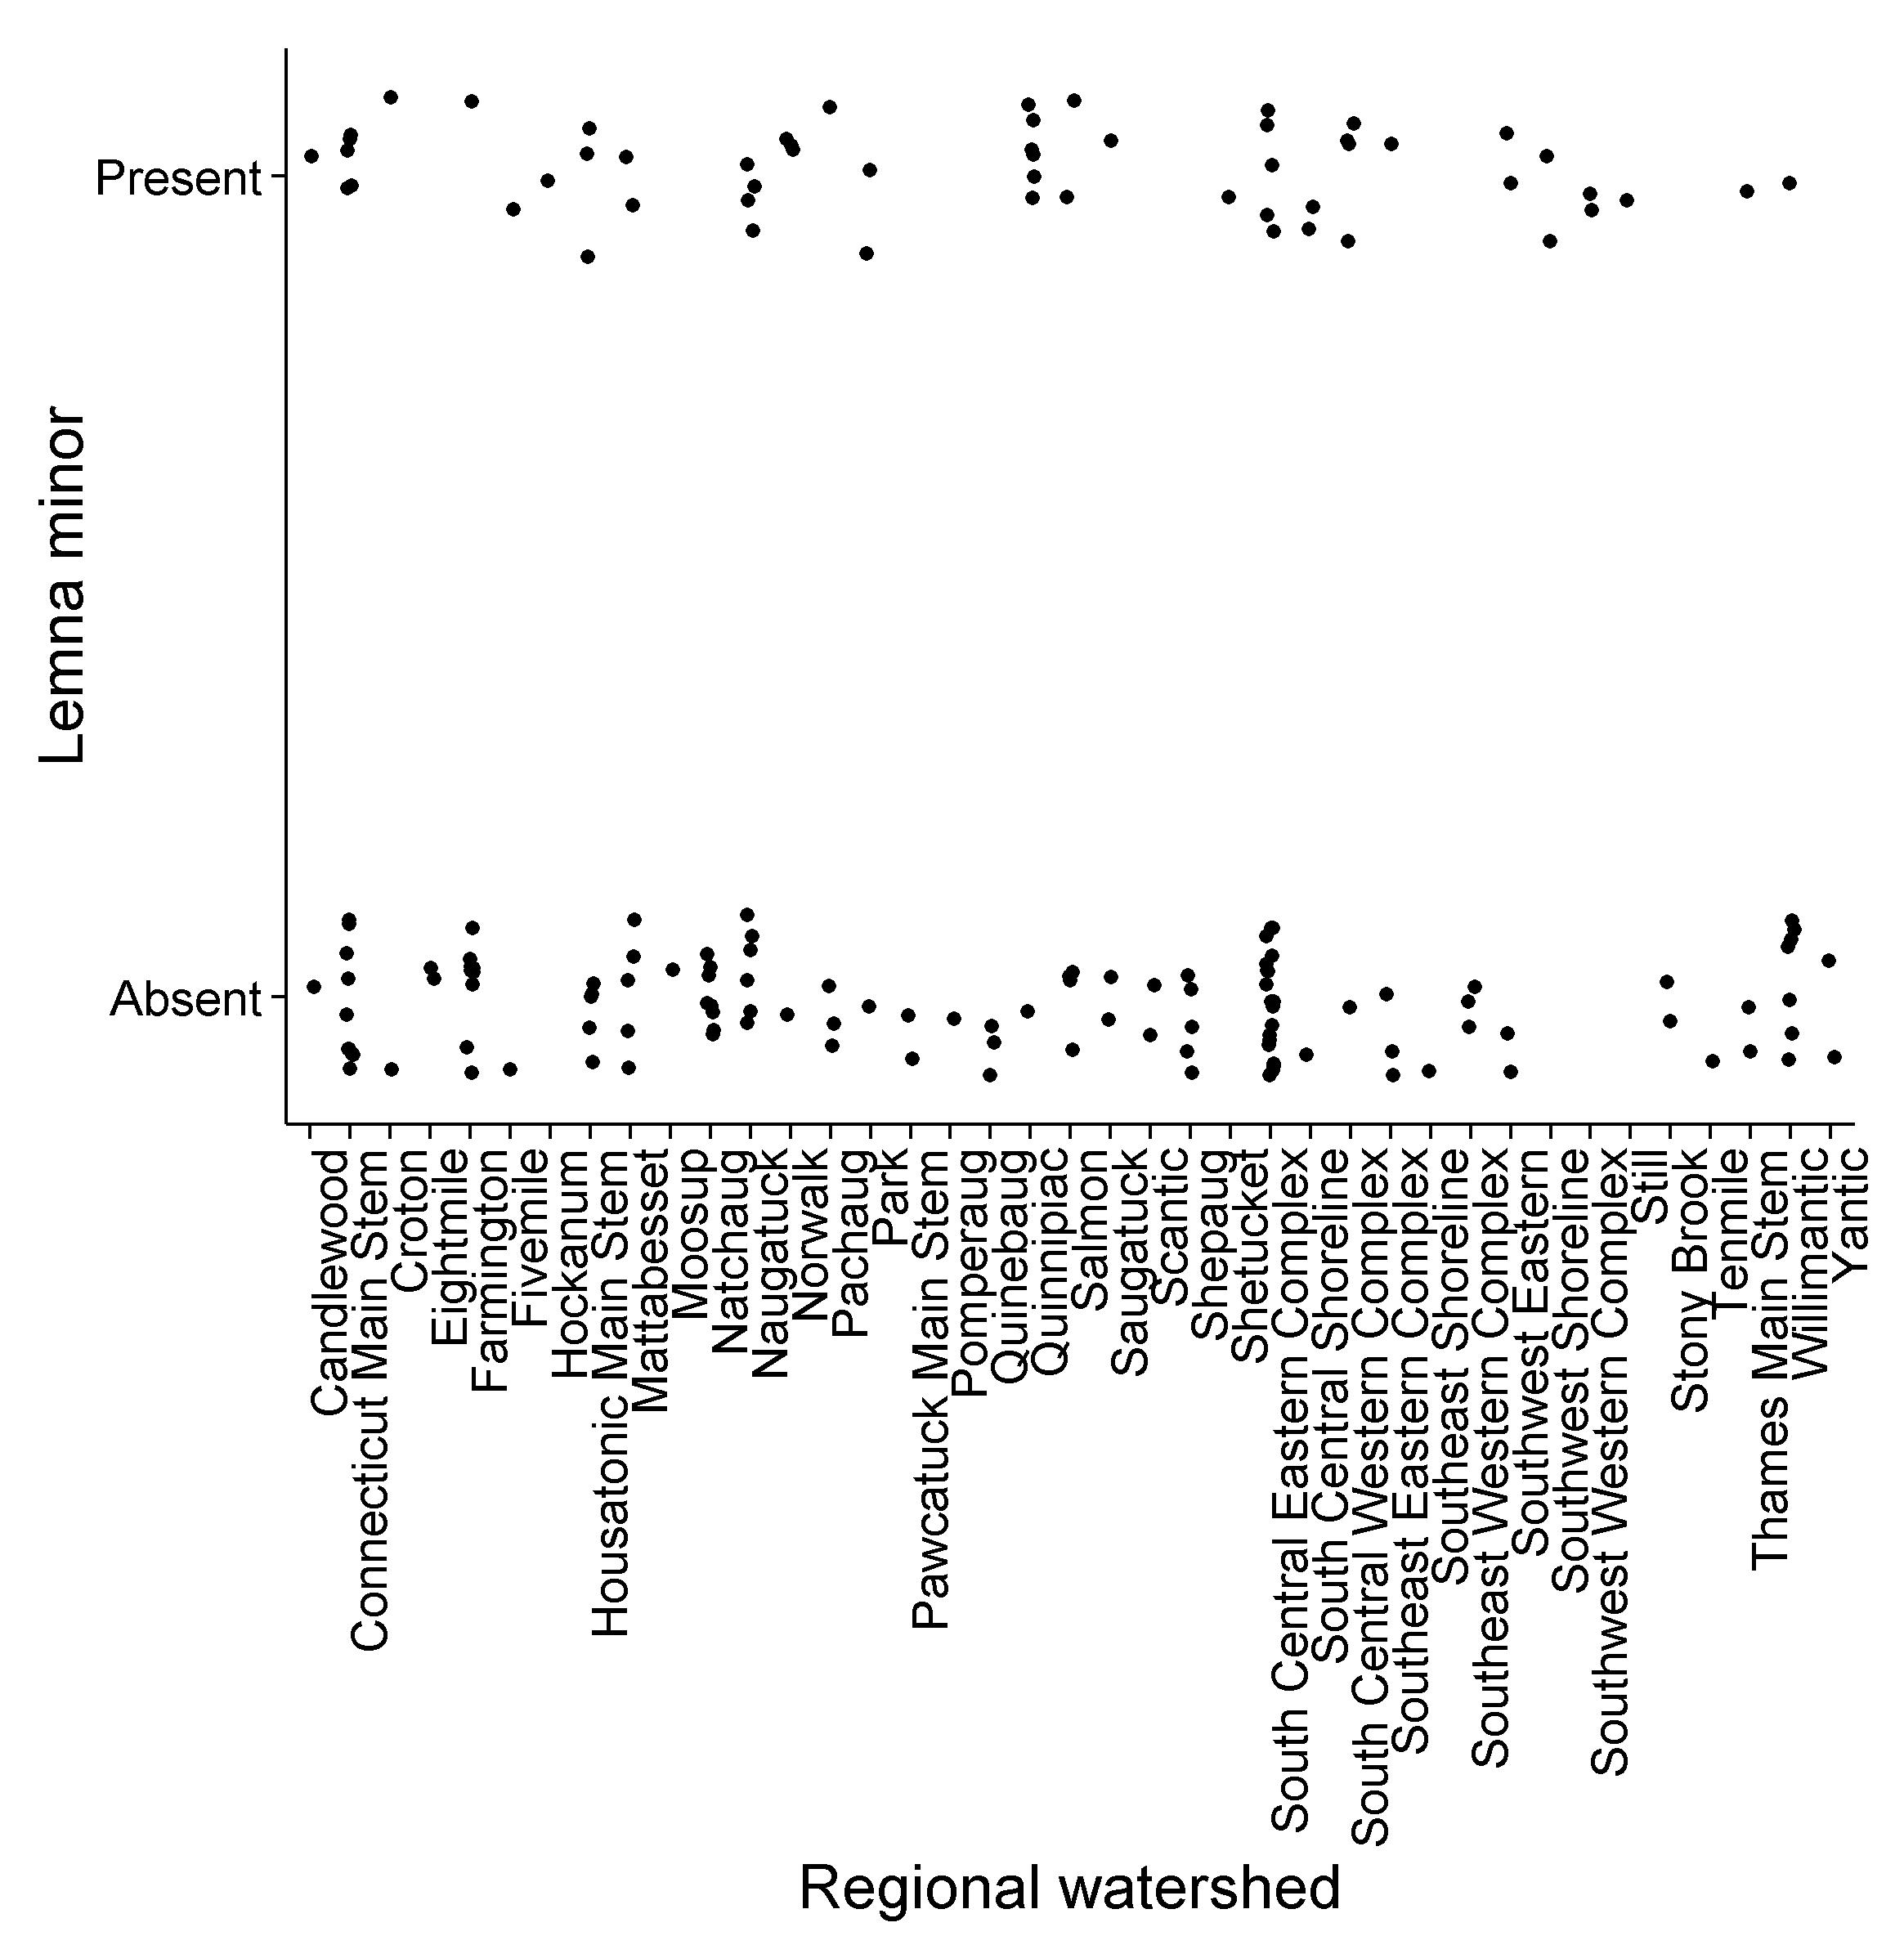 Lemna minor
Present
Absent
Candlewood
Connecticut Main Stem
Croton
Eightmile
Farmington
Fivemile
Hockanum
Housatonic Main Stem
Mattabesset
Moosup
Natchaug
Naugatuck
Norwalk
Pachaug
Park
Pawcatuck Main Stem
Pomperaug
Quinebaug
Quinnipiac
Salmon
Saugatuck
Scantic
Shepaug
Shetucket
South Central Eastern Complex
South Central Shoreline
South Central Western Complex
Southeast Eastern Complex
Southeast Shoreline
Southeast Western Complex
Southwest Eastern
Southwest Shoreline
Southwest Western Complex
Still
Stony Brook
Tenmile
Thames Main Stem
Willimantic
Yantic
Regional watershed